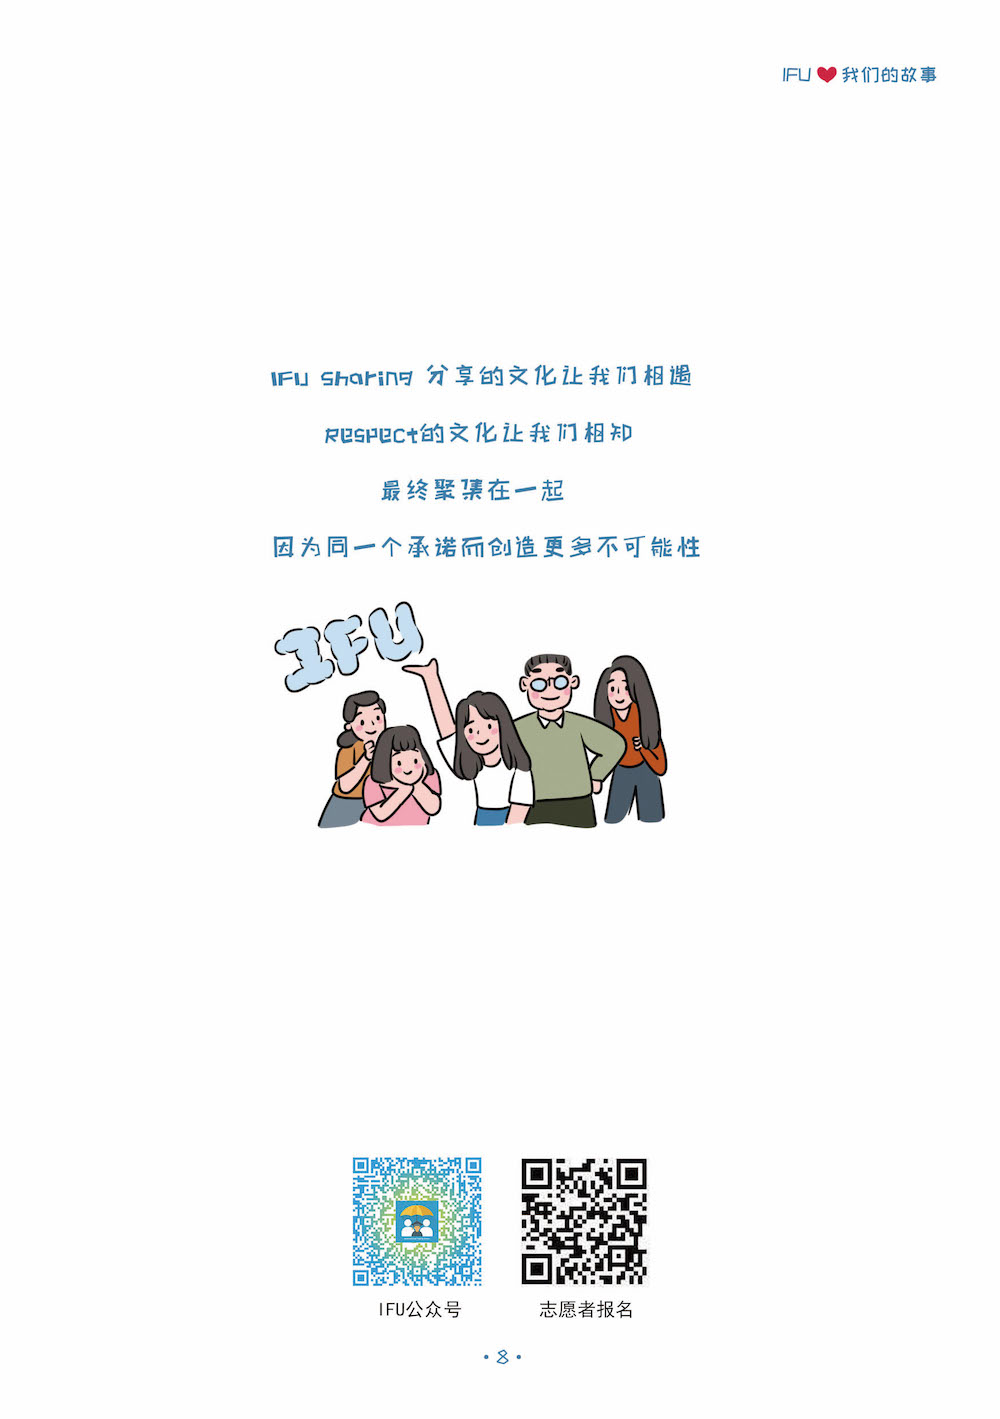 IFU❤我们的故事
IFU sharing 分享的文化让我们相遇
Respect的文化让我们相知
最终聚集在一起
因为同一个承诺而创造更多不可能性
IFU
IFU公众号
志愿者报名
·8·